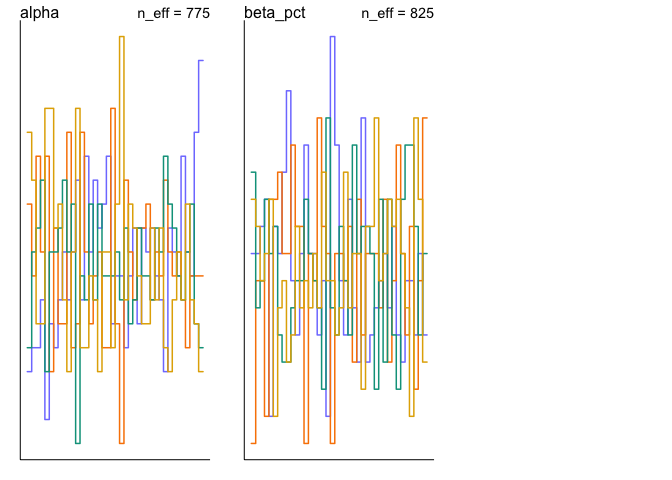 alpha n_eff = 775
beta_pct n_eff = 825